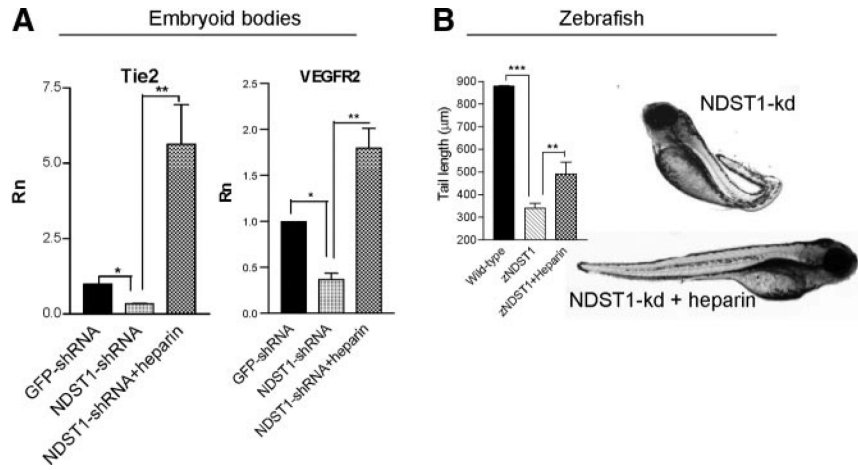 A
Embryoid bodies
Tie2
Rn
7.5
5.0
2.5
0.0
*
**
GFP-shRNA
NDST1-shRNA
NDST1-shRNA+heparin
VEGFR2
Rn
2.5
2.0
1.5
1.0
0.5
0.0
*
**
GFP-shRNA
NDST1-shRNA
NDST1-shRNA+heparin
B
Zebrafish
Tail length (µm)
900
800
700
600
500
400
300
200
***
**
Wild-type
zNDST1
zNDST1+Heparin
NDST1-kd
NDST1-kd + heparin